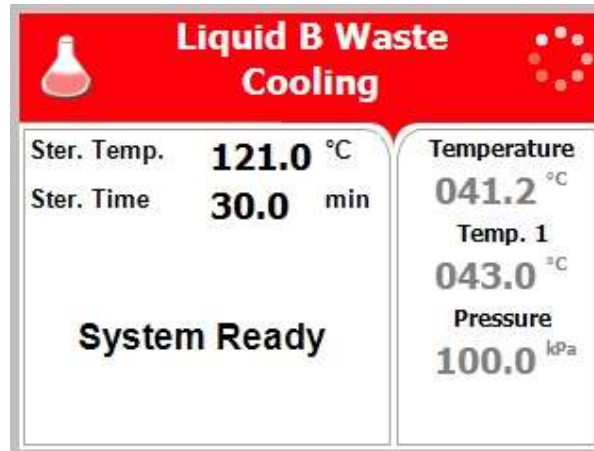 Liquid B Waste
Cooling
Ster. Temp. 121.0 °C
Ster. Time 30.0 min
System Ready
Temperature
041.2 °C
Temp. 1
043.0 °C
Pressure
100.0 kPa